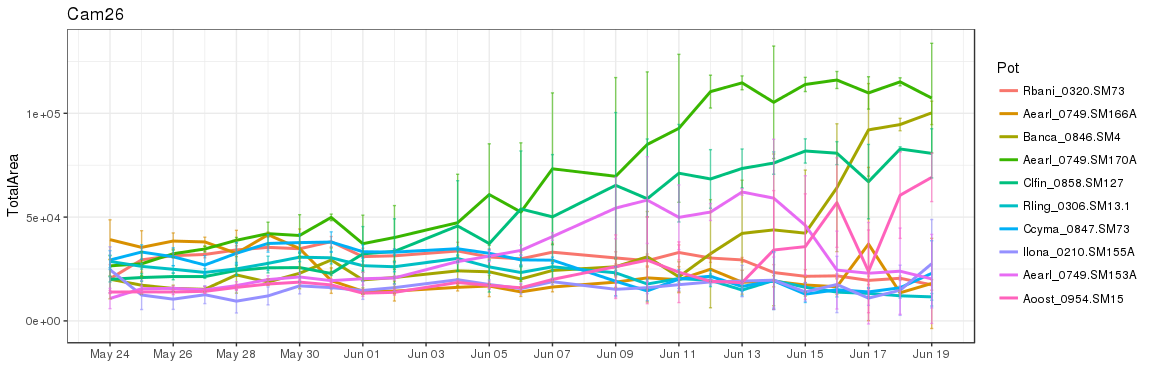 Cam26
TotalArea
1e+05
5e+04
0e+00
May 24
May 26
May 28
May 30
Jun 01
Jun 03
Jun 05
Jun 07
Jun 09
Jun 11
Jun 13
Jun 15
Jun 17
Jun 19
Pot
Rbani_0320.SM73
Aearl_0749.SM166A
Banca_0846.SM4
Aearl_0749.SM170A
Clfin_0858.SM127
Rling_0306.SM13.1
Ccyma_0847.SM73
Ilona_0210.SM155A
Aearl_0749.SM153A
Aoost_0954.SM15